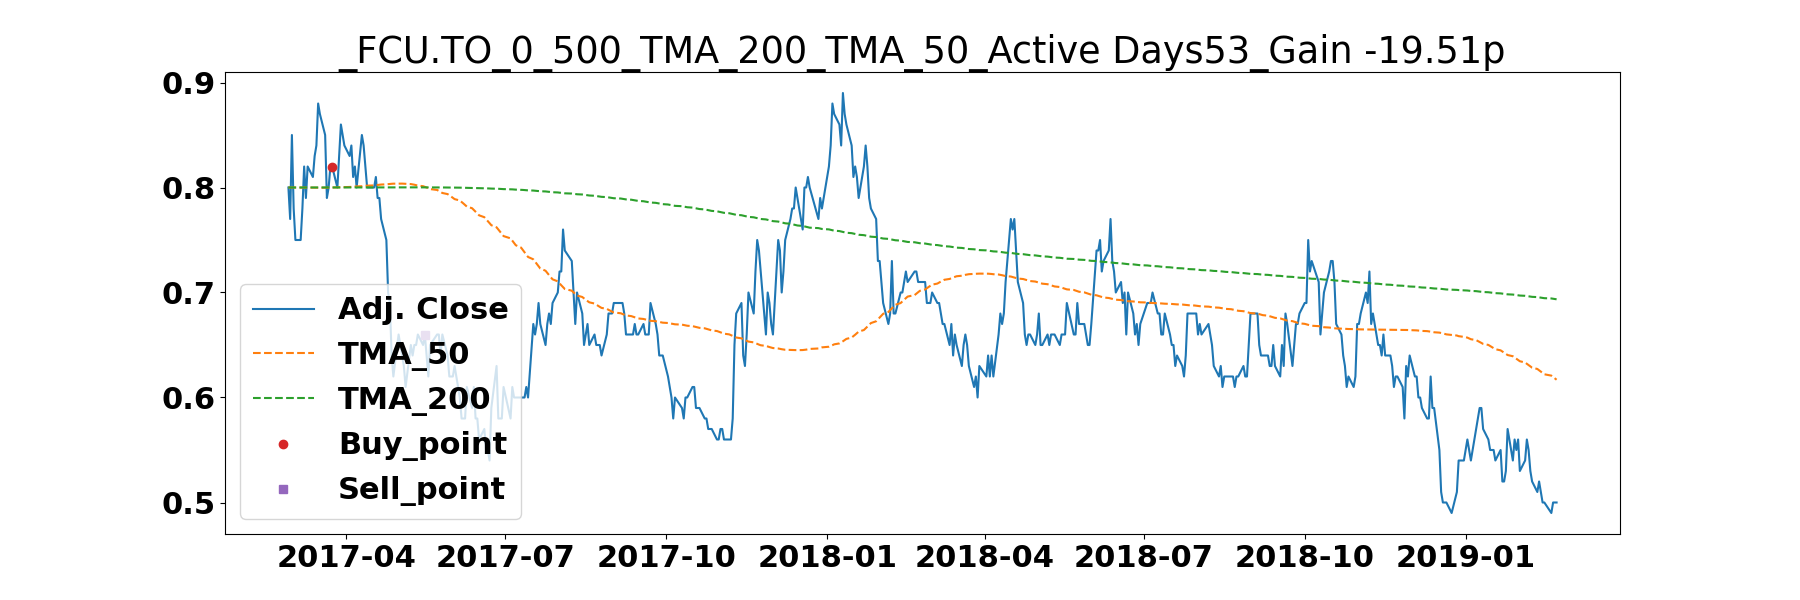 _FCU.TO_0_500_TMA_200_TMA_50_Active Days53_Gain -19.51p
0.9
0.8
0.7
0.6
0.5
Adj. Close
TMA_50
TMA_200
Buy_point
Sell_point
2017-04 2017-07 2017-10 2018-01 2018-04 2018-07 2018-10 2019-01